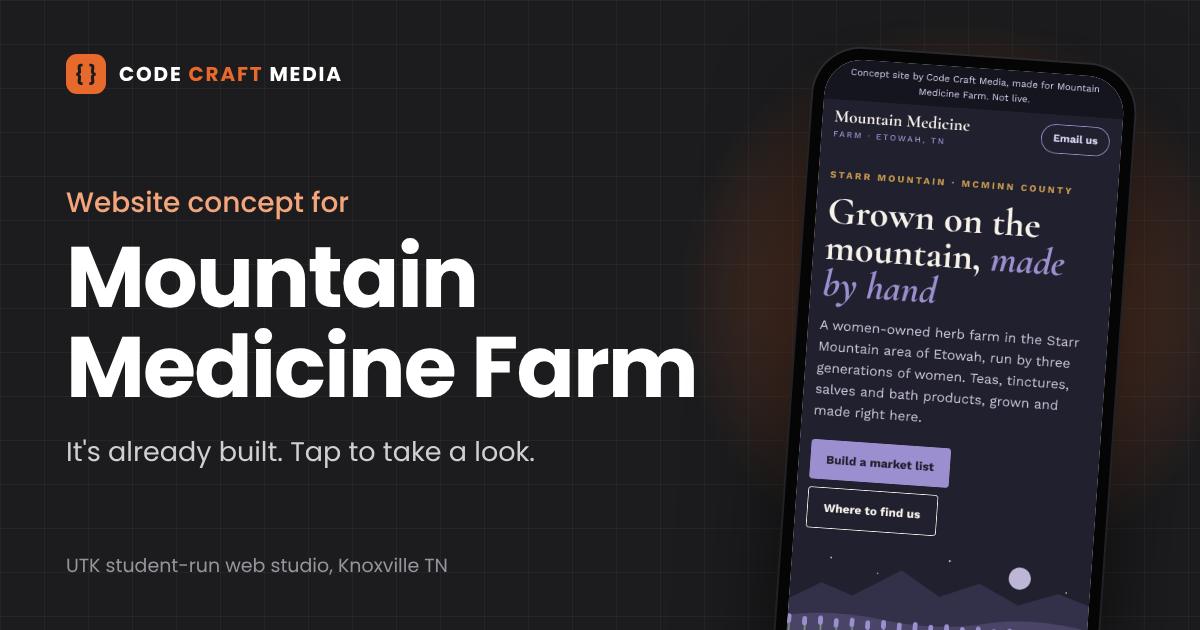 { } CODE CRAFT MEDIA
Website concept for
Mountain
Medicine Farm
It's already built. Tap to take a look.
UTK student-run web studio, Knoxville TN
Concept site by Code Craft Media, made for Mountain
Medicine Farm. Not live.
Mountain Medicine
FARM · ETOWAH, TN
Email us
STARR MOUNTAIN · MCMINN COUNTY
Grown on the
mountain, made
by hand
A women-owned herb farm in the Starr
Mountain area of Etowah, run by three
generations of women. Teas, tinctures,
salves and bath products, grown and
made right here.
Build a market list
Where to find us